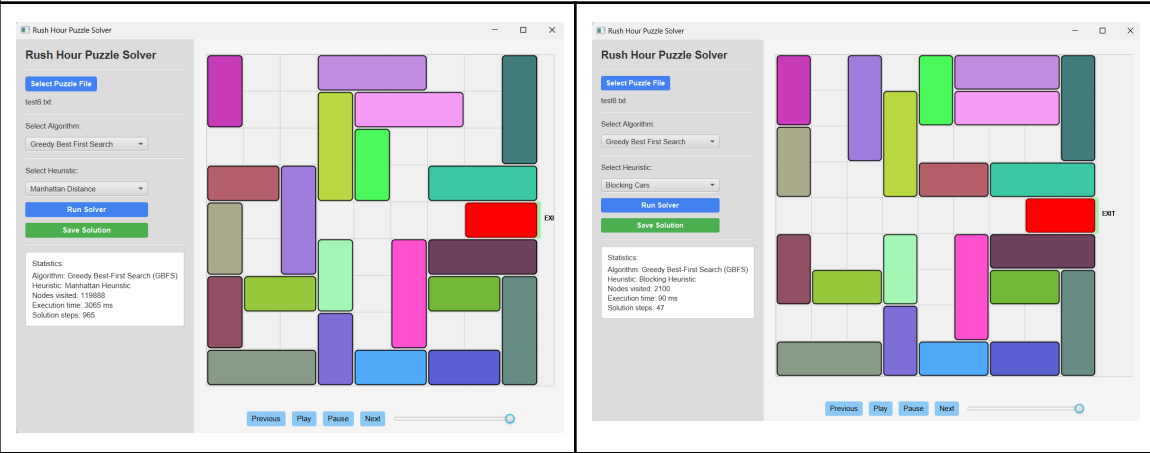 Rush Hour Puzzle Solver
Rush Hour Puzzle Solver
Select Puzzle File
test6.txt
Select Algorithm:
Greedy Best First Search
Select Heuristic:
Manhattan Distance
Run Solver
Save Solution
Statistics:
Algorithm: Greedy Best-First Search (GBFS)
Heuristic: Manhattan Heuristic
Nodes visited: 119888
Execution time: 3065 ms
Solution steps: 965
EXI
Previous Play Pause Next
Rush Hour Puzzle Solver
Rush Hour Puzzle Solver
Select Puzzle File
test6.txt
Select Algorithm:
Greedy Best First Search
Select Heuristic:
Blocking Cars
Run Solver
Save Solution
Statistics:
Algorithm: Greedy Best-First Search (GBFS)
Heuristic: Blocking Heuristic
Nodes visited: 2100
Execution time: 90 ms
Solution steps: 47
EXIT
Previous Play Pause Next